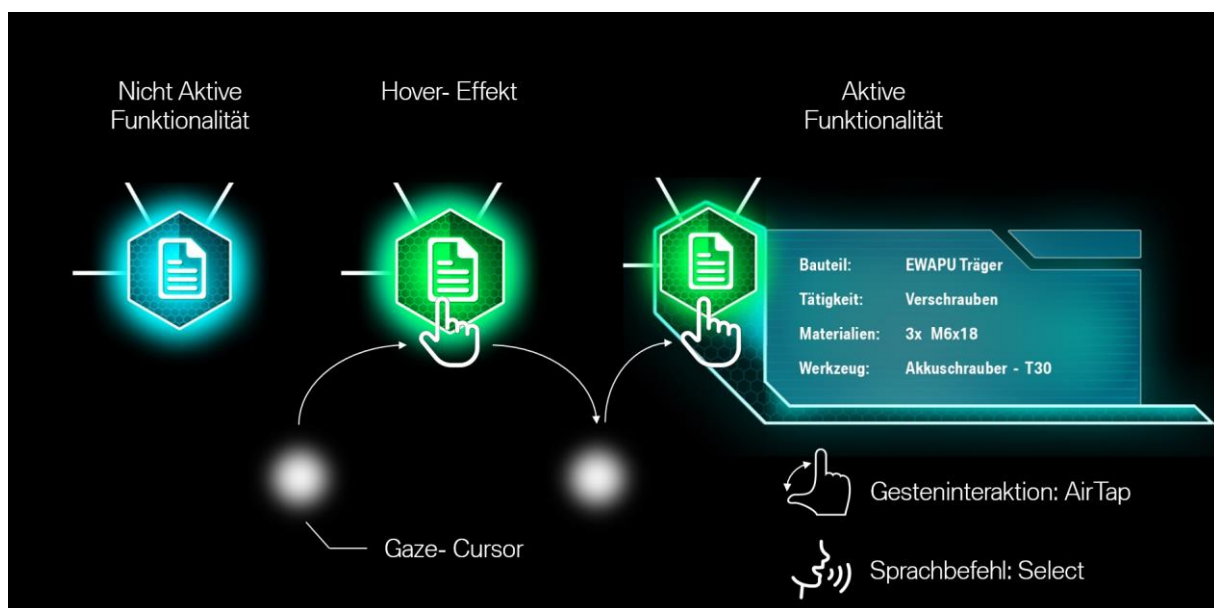 Nicht Aktive
Funktionalität
Hover- Effekt
Aktive
Funktionalität
Bauteil: EWAPU Träger
Tätigkeit: Verschrauben
Materialien: 3x M6x18
Werkzeug: Akkuschrauber - T30
Gesteninteraktion: AirTap
Gaze- Cursor
Sprachbefehl: Select